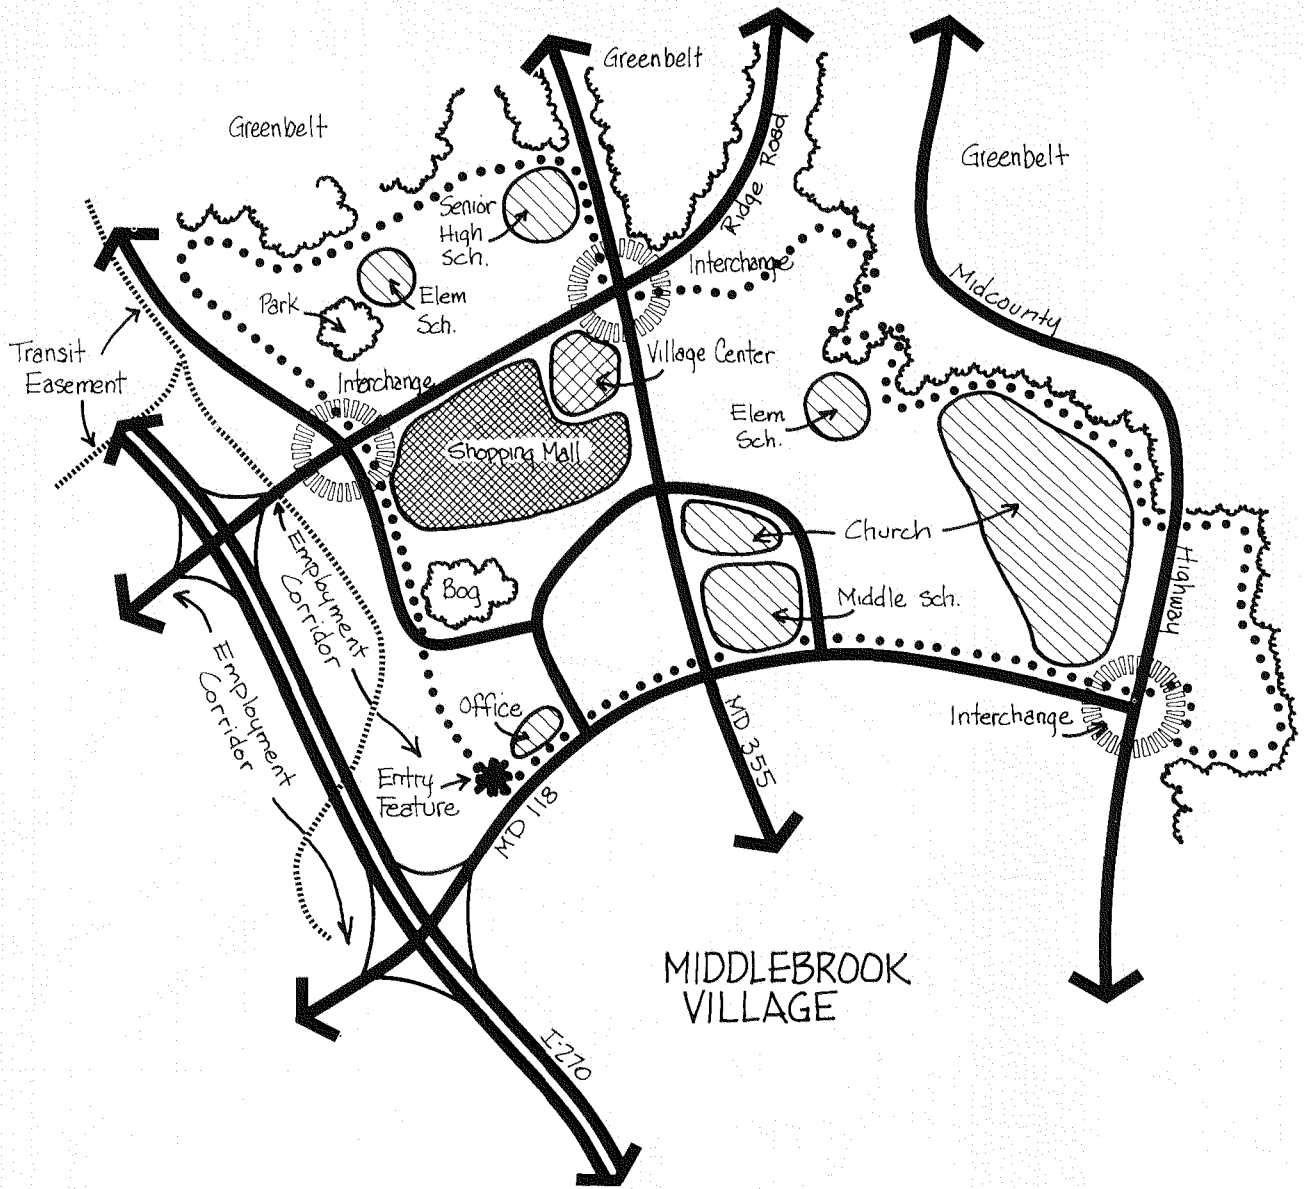 Greenbelt
Greenbelt
Greenbelt
Ridge Road
Senior
High
Sch.
Interchange
Midcounty
Park
Elem
Sch.
Transit
Easement
Interchange
Village Center
Elem
Sch.
Shopping Mall
Church
Employment
Corridor
Bog
Middle Sch.
Highway
Employment
Corridor
Office
Interchange
MD 355
Entry
Feature
MD 118
MIDDLEBROOK
VILLAGE
I-270